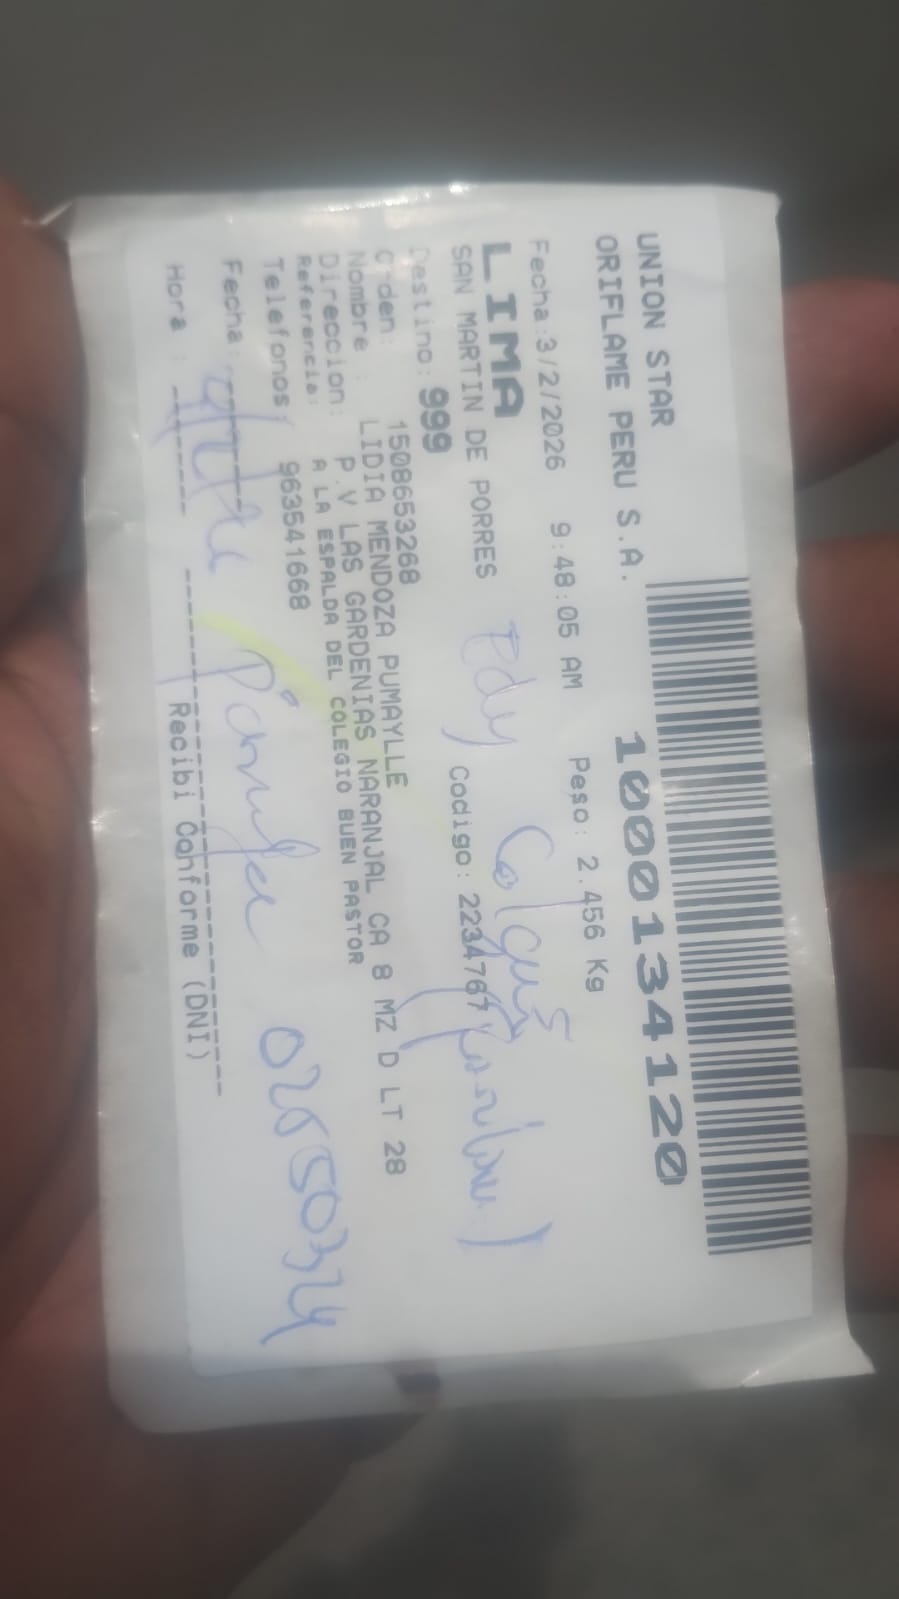 UNION STAR
ORIFLAME PERU S.A.
1000134120
Fecha:3/2/2026 9:48:05 AM Peso: 2.456 Kg
LIMA
SAN MARTIN DE PORRES Codigo: 2234767
Edy
Destino: 999
Orden: 1508653268
Nombre : LIDIA MENDOZA PUMAYLLE
Direccion: P.V LAS GARDENIAS NARANJAL CA 8 MZ D LT 28
Referencia: A LA ESPALDA DEL COLEGIO BUEN PASTOR
Telefonos: 963541668
Fecha:
Hora :
Recibi Conforme (DNI)